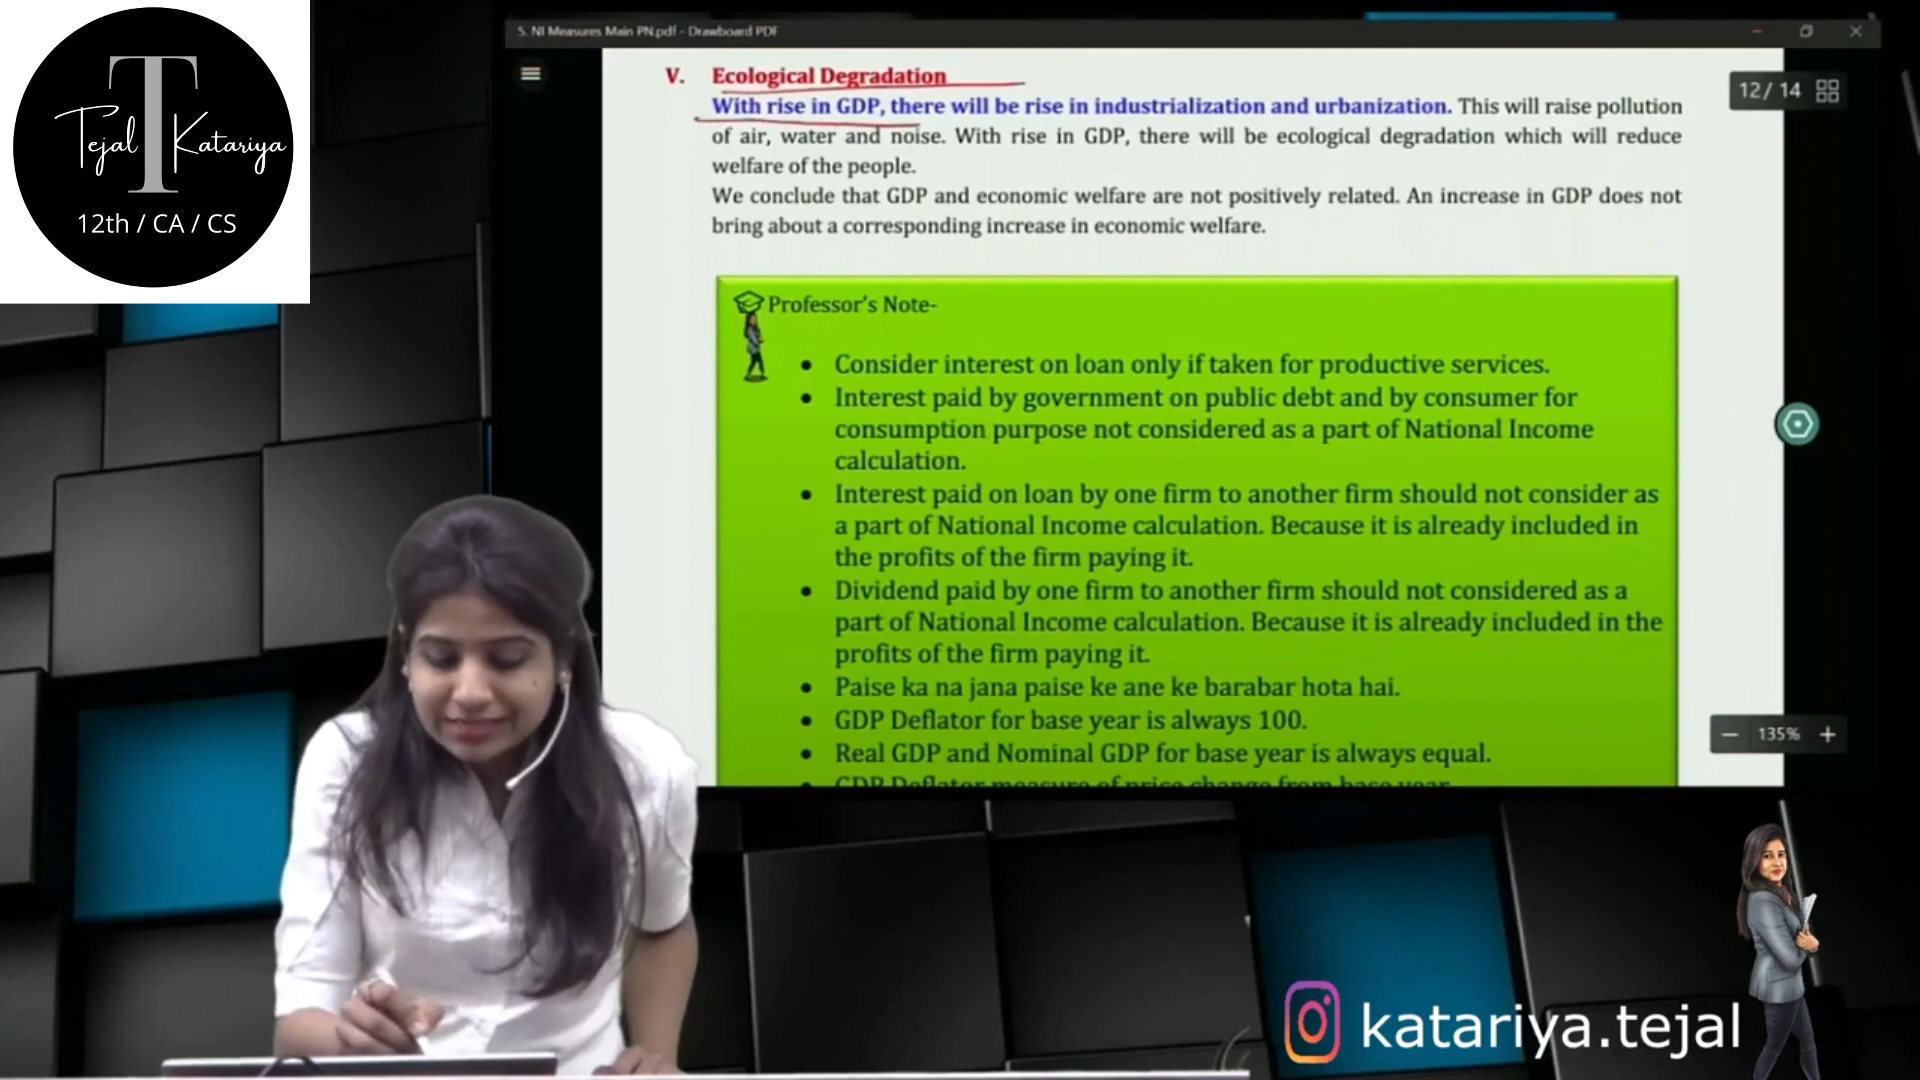 T
Tejal Katariya
12th / CA / CS
5. NI Measures Main PN.pdf - Drawboard PDF
12 / 14
V. Ecological Degradation
With rise in GDP, there will be rise in industrialization and urbanization. This will raise pollution
of air, water and noise. With rise in GDP, there will be ecological degradation which will reduce
welfare of the people.
We conclude that GDP and economic welfare are not positively related. An increase in GDP does not
bring about a corresponding increase in economic welfare.
Professor's Note-
• Consider interest on loan only if taken for productive services.
• Interest paid by government on public debt and by consumer for
consumption purpose not considered as a part of National Income
calculation.
• Interest paid on loan by one firm to another firm should not consider as
a part of National Income calculation. Because it is already included in
the profits of the firm paying it.
• Dividend paid by one firm to another firm should not considered as a
part of National Income calculation. Because it is already included in the
profits of the firm paying it.
• Paise ka na jana paise ke ane ke barabar hota hai.
• GDP Deflator for base year is always 100.
• Real GDP and Nominal GDP for base year is always equal.
• GDP Deflator measure of price change from base year
135%
katariya.tejal